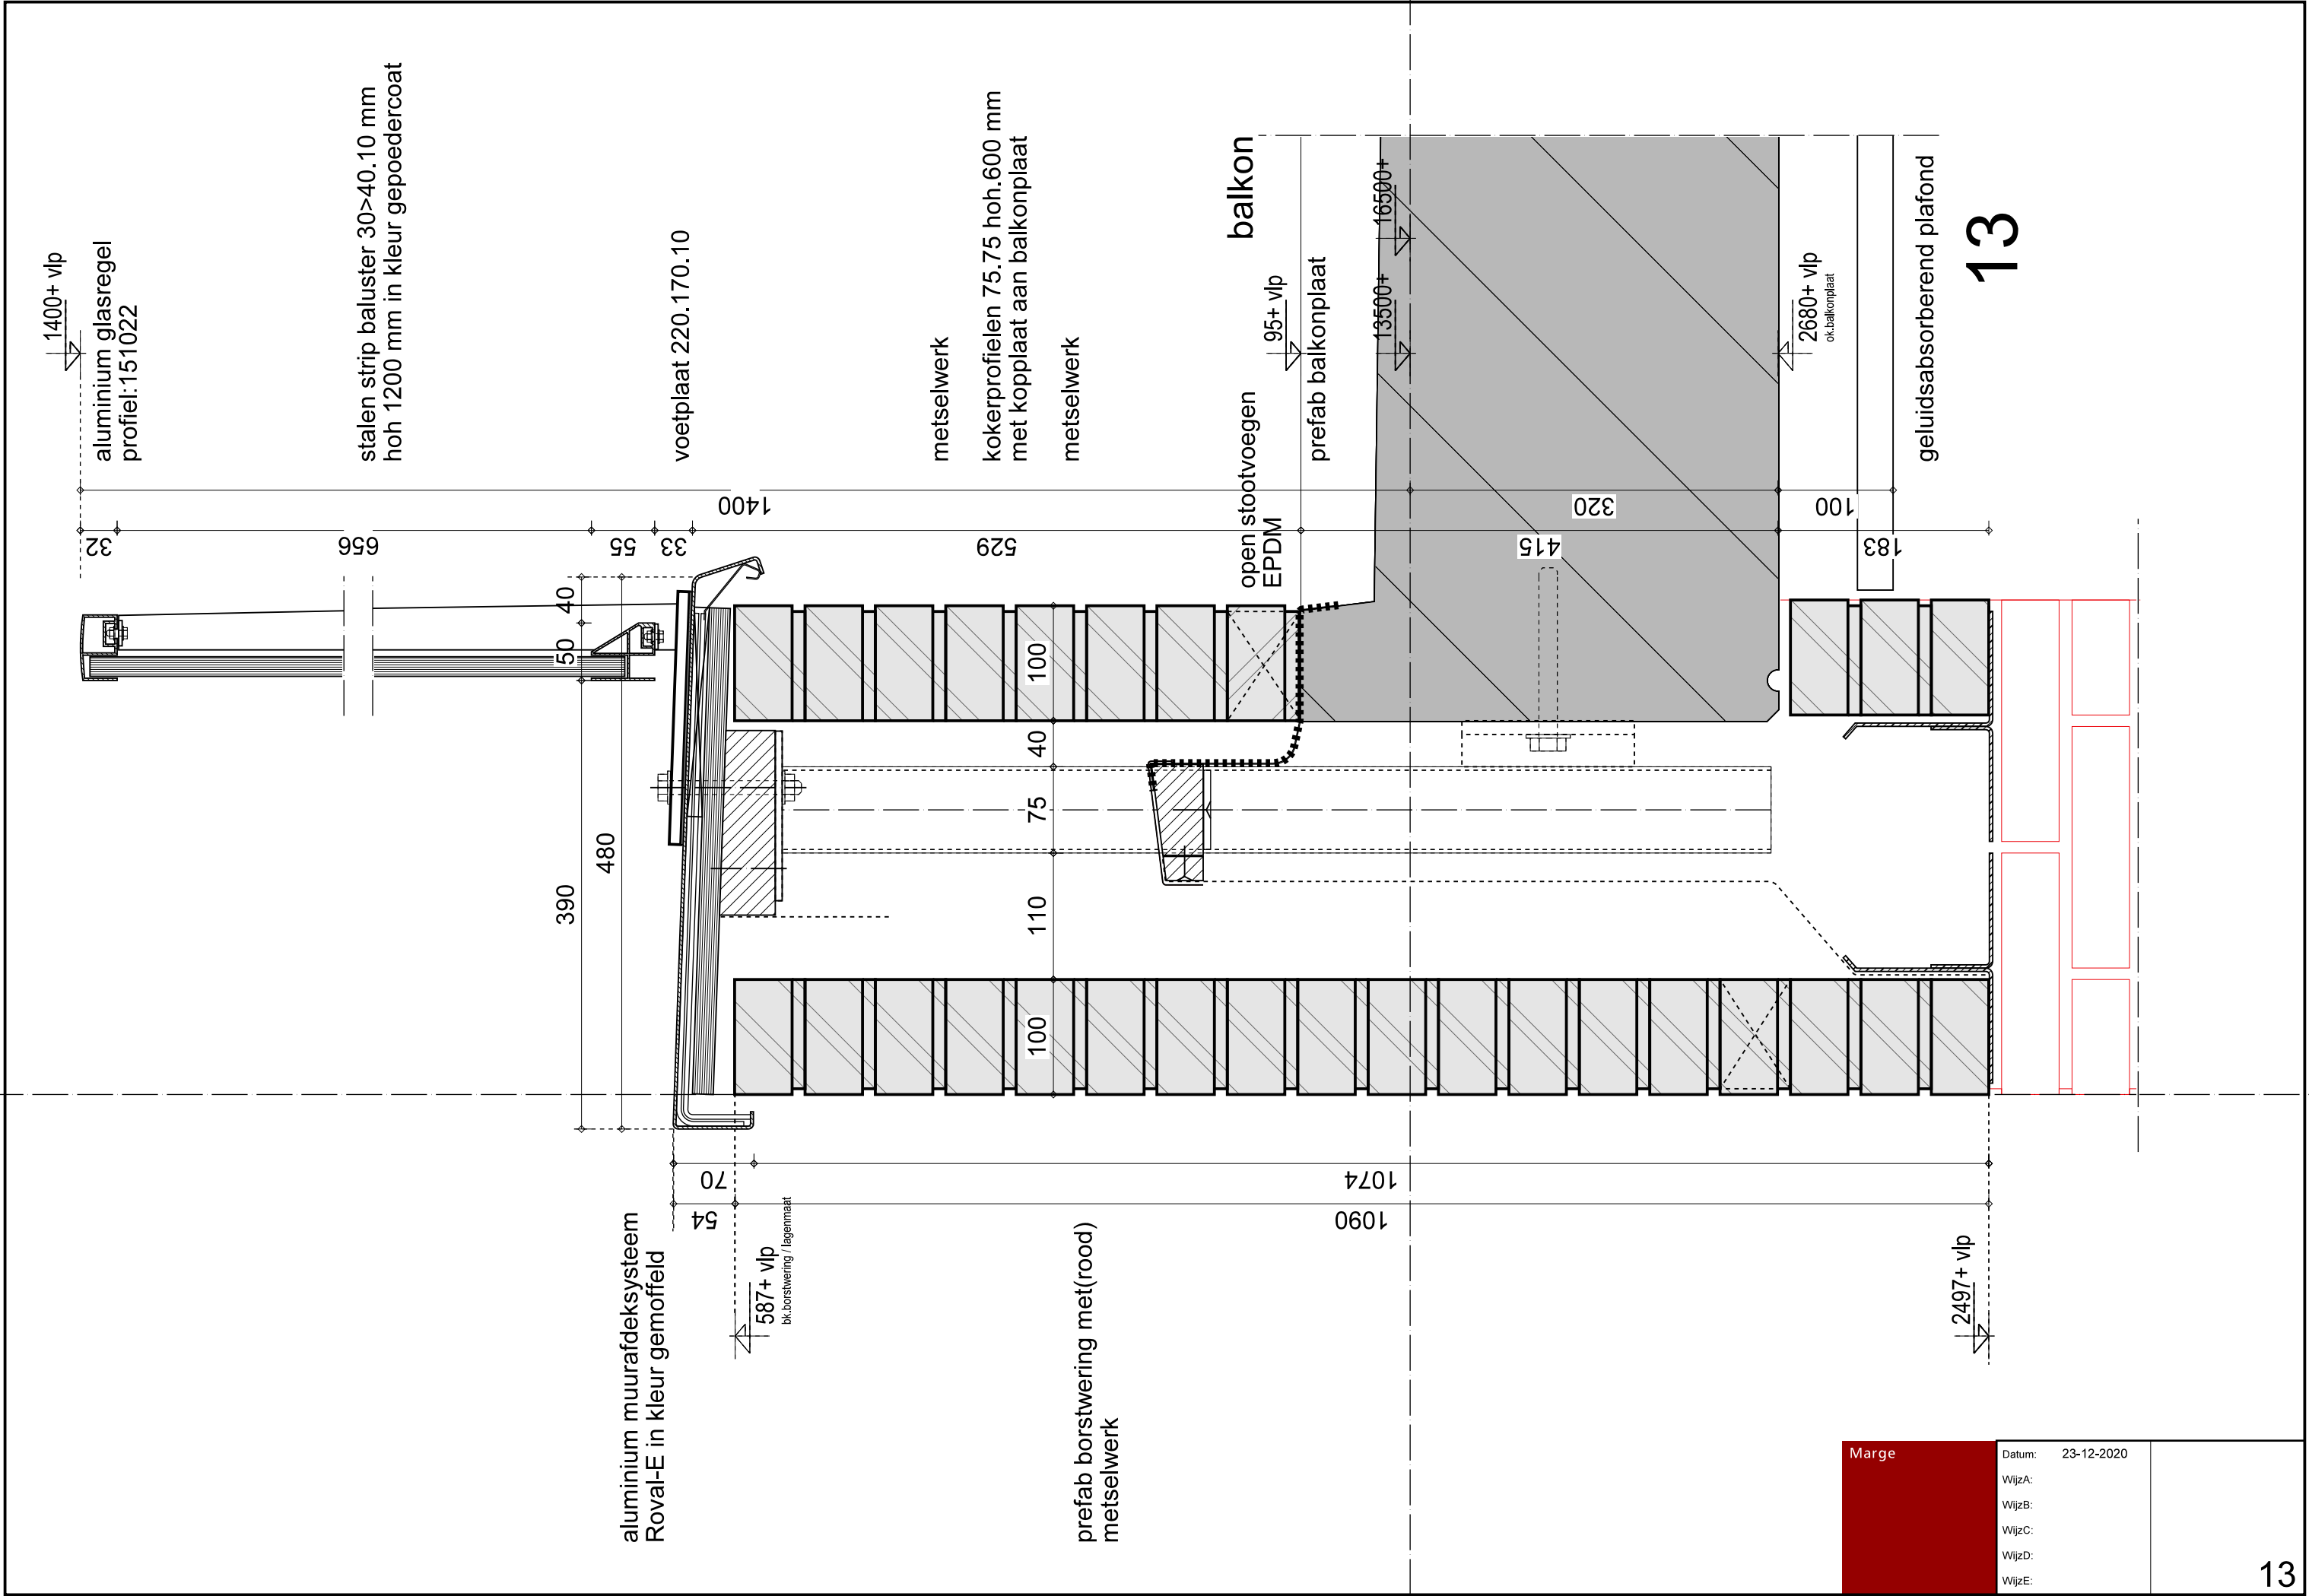 1400+ vlp
aluminium glasregel
profiel:151022
stalen strip baluster 30>40.10 mm
hoh 1200 mm in kleur gepoedercoat
voetplaat 220.170.10
metselwerk
kokerprofielen 75.75 hoh.600 mm
met kopplaat aan balkonplaat
metselwerk
balkon
open stootvoegen
EPDM
95+ vlp
prefab balkonplaat
16500+
13500+
2680+ vlp
ok.balkonplaat
geluidsabsorberend plafond
13
1400
320
100
32
656
55
33
529
415
183
40
50
390
480
100
40
75
110
100
70
1074
54
1090
aluminium muurafdeksysteem
Roval-E in kleur gemoffeld
587+ vlp
bk.borstwering / lagenmaat
prefab borstwering met(rood)
metselwerk
2497+ vlp
Marge
Datum: 23-12-2020
WijzA:
WijzB:
WijzC:
WijzD:
WijzE:
13